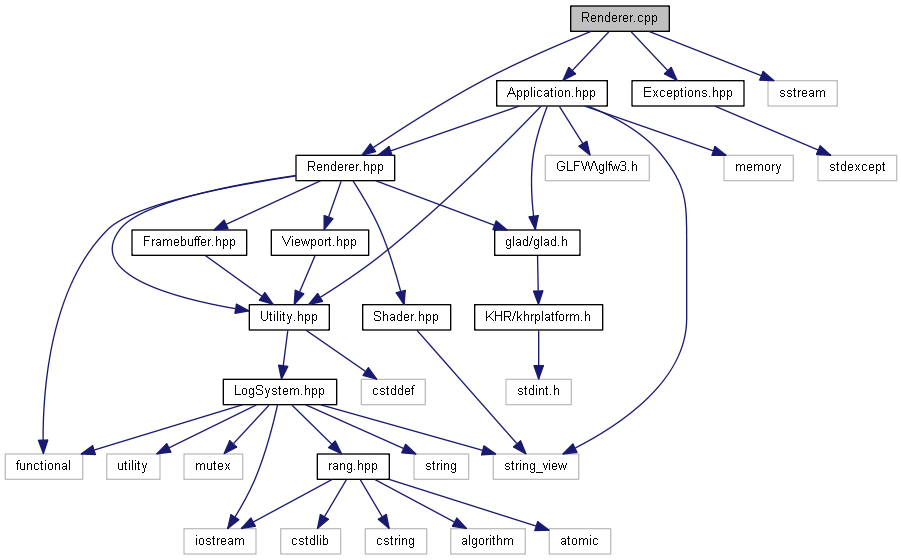 Renderer.cpp
Application.hpp
Exceptions.hpp
sstream
Renderer.hpp
GLFW\glfw3.h
memory
stdexcept
Framebuffer.hpp
Viewport.hpp
glad/glad.h
Utility.hpp
Shader.hpp
KHR/khrplatform.h
LogSystem.hpp
cstddef
stdint.h
functional
utility
mutex
rang.hpp
string
string_view
iostream
cstdlib
cstring
algorithm
atomic